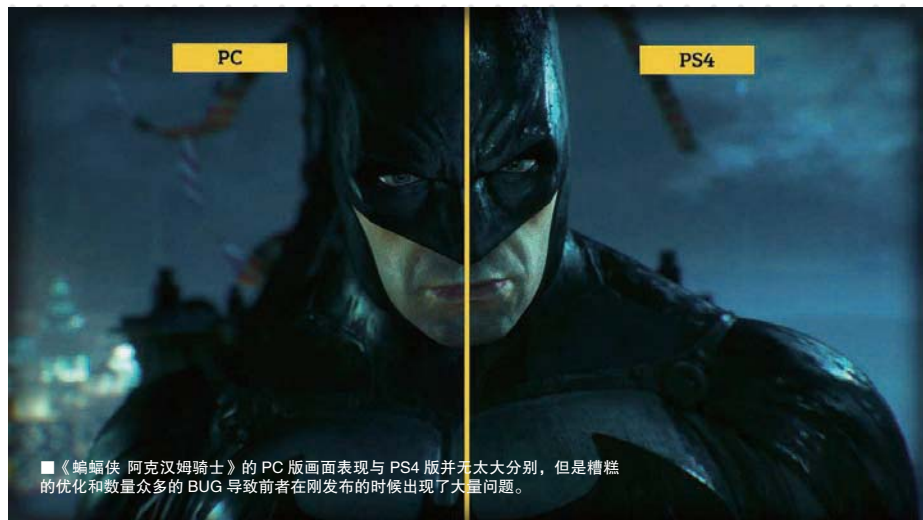 PC
PS4
■《蝙蝠侠 阿克汉姆骑士》的 PC 版画面表现与 PS4 版并无太大分别，但是糟糕
的优化和数量众多的 BUG 导致前者在刚发布的时候出现了大量问题。